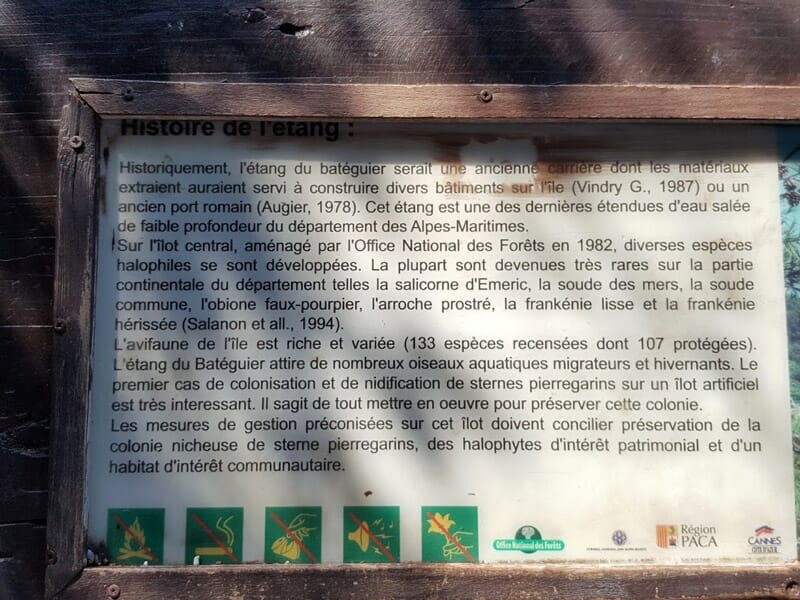 Histoire de l'étang :
Historiquement, l'étang du batéguier serait une ancienne carrière dont les matériaux
extraient auraient servi à construire divers bâtiments sur l'île (Vindry G., 1987) ou un
ancien port romain (Augier, 1978). Cet étang est une des dernières étendues d'eau salée
de faible profondeur du département des Alpes-Maritimes.
Sur l'îlot central, aménagé par l'Office National des Forêts en 1982, diverses espèces
halophiles se sont développées. La plupart sont devenues très rares sur la partie
continentale du département telles la salicorne d'Emeric, la soude des mers, la soude
commune, l'obione faux-pourpier, l'arroche prostré, la frankénie lisse et la frankénie
hérissée (Salanon et all., 1994).
L'avifaune de l'île est riche et variée (133 espèces recensées dont 107 protégées).
L'étang du Batéguier attire de nombreux oiseaux aquatiques migrateurs et hivernants. Le
premier cas de colonisation et de nidification de sternes pierregarins sur un îlot artificiel
est très interessant. Il sagit de tout mettre en oeuvre pour préserver cette colonie.
Les mesures de gestion préconisées sur cet îlot doivent concilier préservation de la
colonie nicheuse de sterne pierregarins, des halophytes d'intérêt patrimonial et d'un
habitat d'intérêt communautaire.
Office National des Forêts
Région
PACA
CANNES